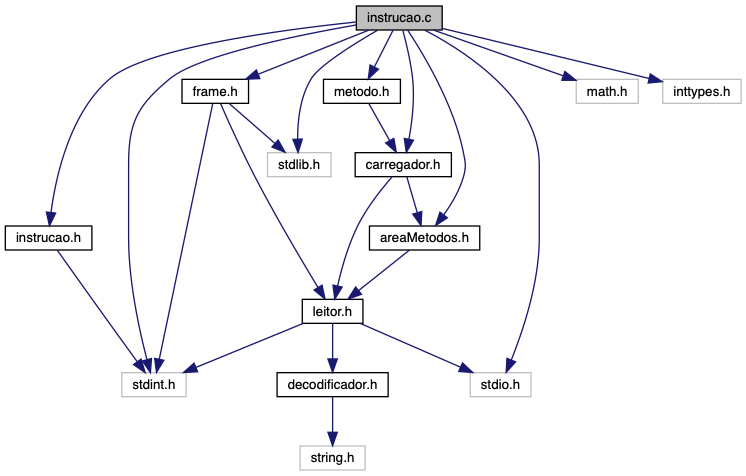 instrucao.c
frame.h
metodo.h
math.h
inttypes.h
stdlib.h
carregador.h
instrucao.h
areaMetodos.h
leitor.h
stdint.h
decodificador.h
stdio.h
string.h